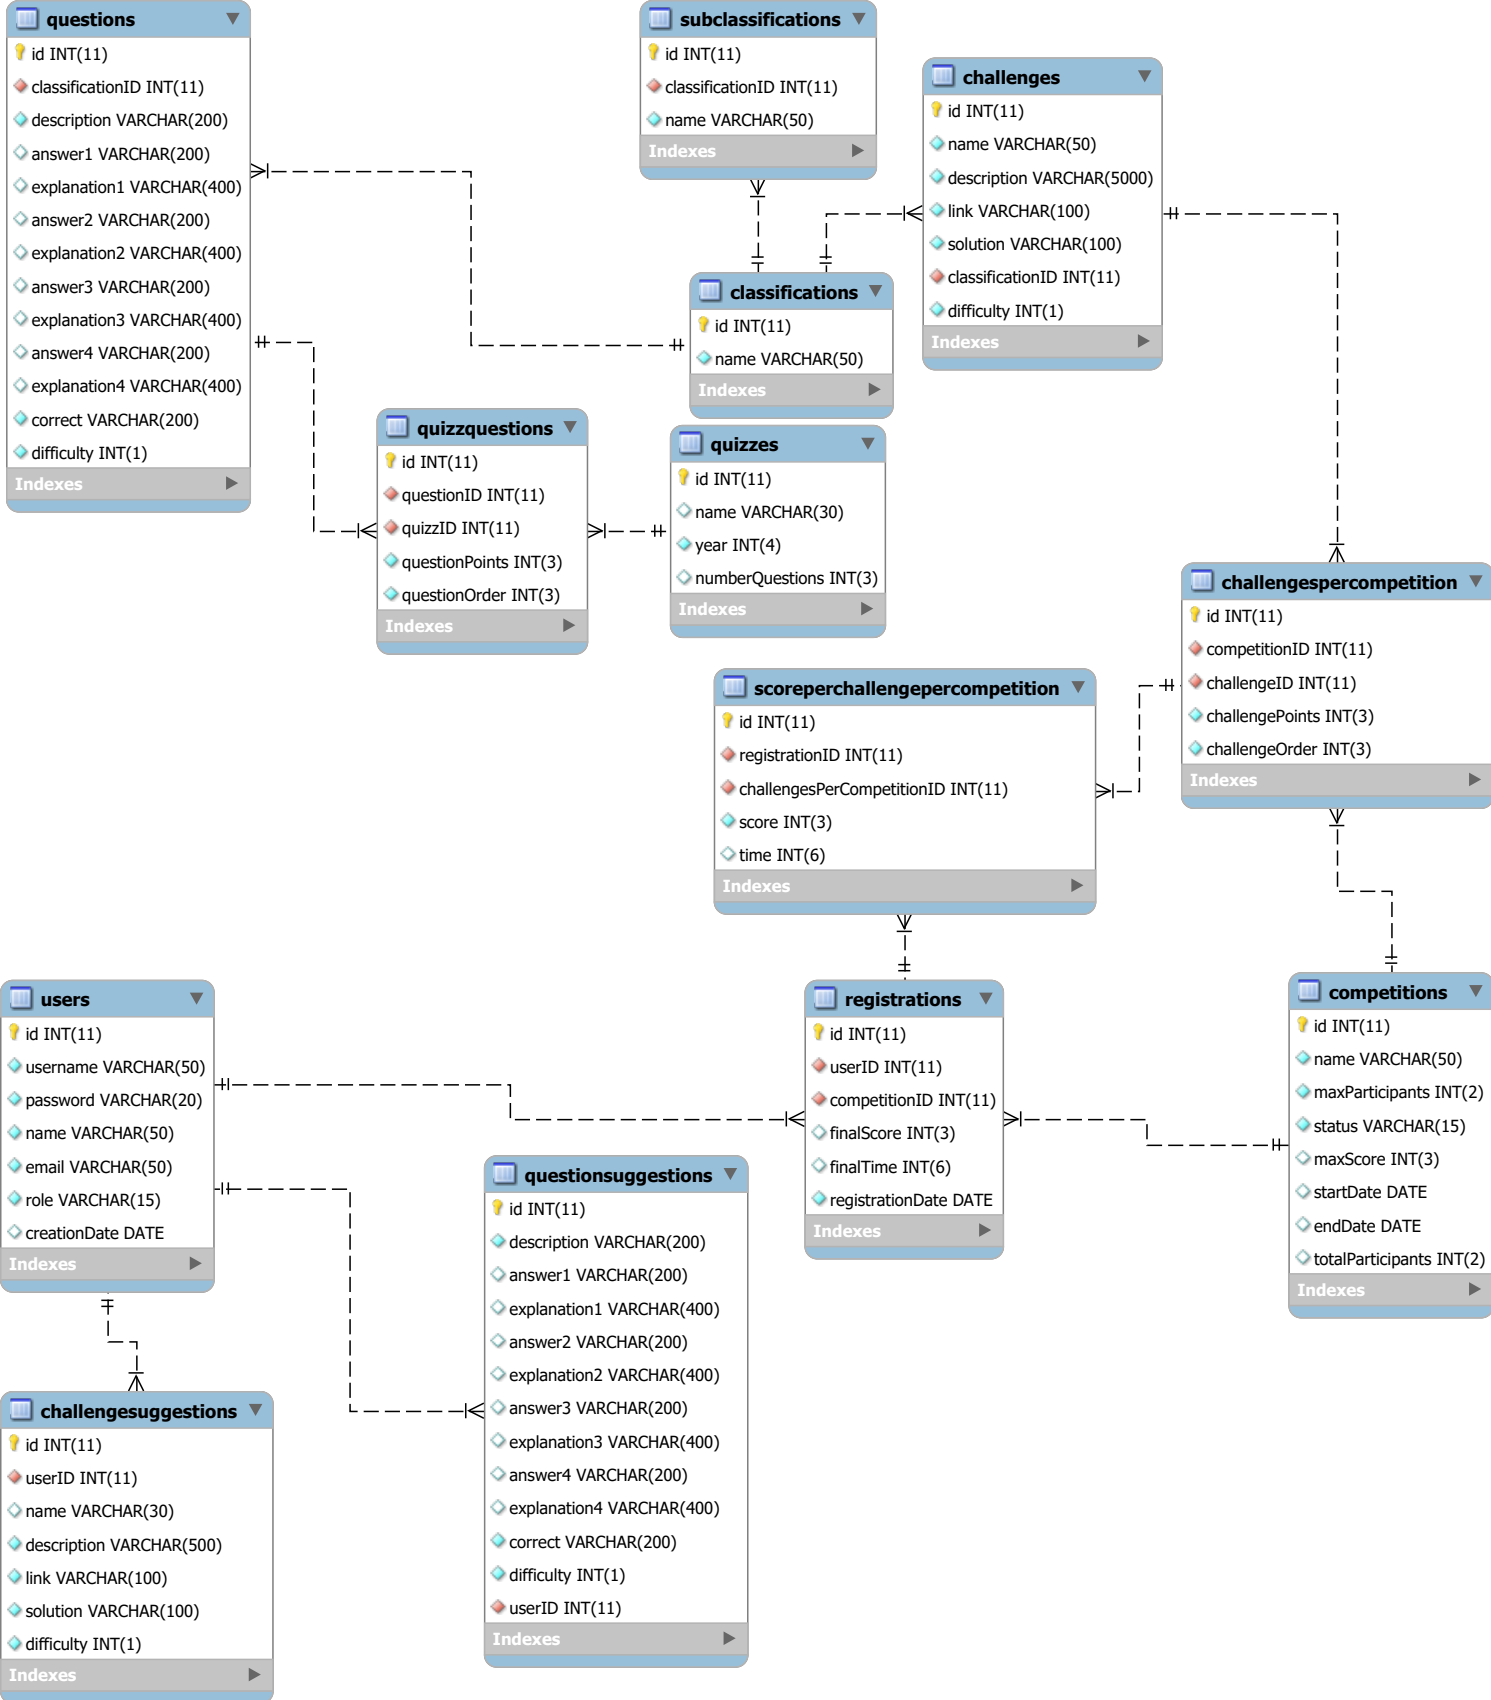 questions
id INT(11)
classificationID INT(11)
description VARCHAR(200)
answer1 VARCHAR(200)
explanation1 VARCHAR(400)
answer2 VARCHAR(200)
explanation2 VARCHAR(400)
answer3 VARCHAR(200)
explanation3 VARCHAR(400)
answer4 VARCHAR(200)
explanation4 VARCHAR(400)
correct VARCHAR(200)
difficulty INT(1)
Indexes
subclassifications
id INT(11)
classificationID INT(11)
name VARCHAR(50)
Indexes
challenges
id INT(11)
name VARCHAR(50)
description VARCHAR(5000)
link VARCHAR(100)
solution VARCHAR(100)
classificationID INT(11)
difficulty INT(1)
Indexes
classifications
id INT(11)
name VARCHAR(50)
Indexes
quizzquestions
id INT(11)
questionID INT(11)
quizzID INT(11)
questionPoints INT(3)
questionOrder INT(3)
Indexes
quizzes
id INT(11)
name VARCHAR(30)
year INT(4)
numberQuestions INT(3)
Indexes
challengespercompetition
id INT(11)
competitionID INT(11)
challengeID INT(11)
challengePoints INT(3)
challengeOrder INT(3)
Indexes
scoreperchallengepercompetition
id INT(11)
registrationID INT(11)
challengesPerCompetitionID INT(11)
score INT(3)
time INT(6)
Indexes
users
id INT(11)
username VARCHAR(50)
password VARCHAR(20)
name VARCHAR(50)
email VARCHAR(50)
role VARCHAR(15)
creationDate DATE
Indexes
registrations
id INT(11)
userID INT(11)
competitionID INT(11)
finalScore INT(3)
finalTime INT(6)
registrationDate DATE
Indexes
competitions
id INT(11)
name VARCHAR(50)
maxParticipants INT(2)
status VARCHAR(15)
maxScore INT(3)
startDate DATE
endDate DATE
totalParticipants INT(2)
Indexes
questionsuggestions
id INT(11)
description VARCHAR(200)
answer1 VARCHAR(200)
explanation1 VARCHAR(400)
answer2 VARCHAR(200)
explanation2 VARCHAR(400)
answer3 VARCHAR(200)
explanation3 VARCHAR(400)
answer4 VARCHAR(200)
explanation4 VARCHAR(400)
correct VARCHAR(200)
difficulty INT(1)
userID INT(11)
Indexes
challengesuggestions
id INT(11)
userID INT(11)
name VARCHAR(30)
description VARCHAR(500)
link VARCHAR(100)
solution VARCHAR(100)
difficulty INT(1)
Indexes